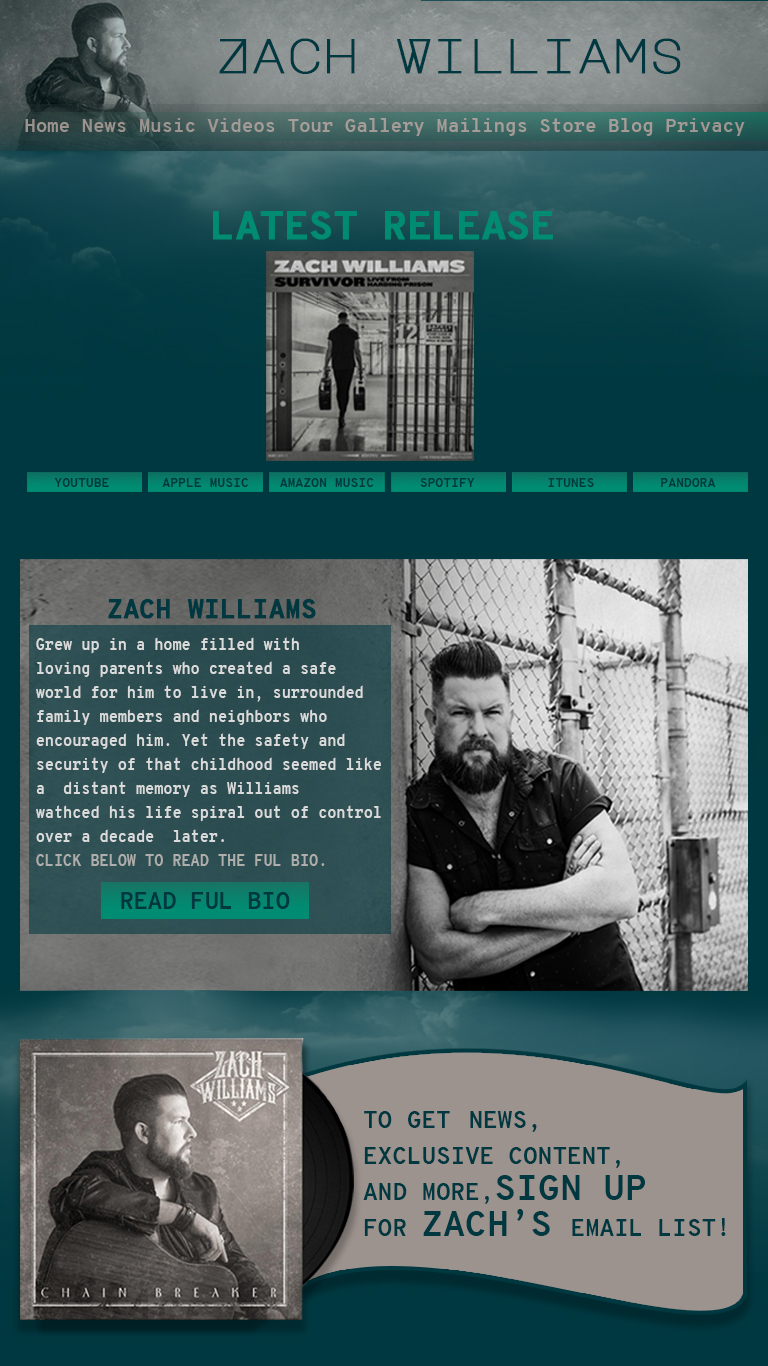 ZACH WILLIAMS
Home News Music Videos Tour Gallery Mailings Store Blog Privacy
LATEST RELEASE
ZACH WILLIAMS
SURVIVOR LIVE FROM
HARDING PRISON
12
YOUTUBE
APPLE MUSIC
AMAZON MUSIC
SPOTIFY
ITUNES
PANDORA
ZACH WILLIAMS
Grew up in a home filled with
loving parents who created a safe
world for him to live in, surrounded
family members and neighbors who
encouraged him. Yet the safety and
security of that childhood seemed like
a distant memory as Williams
wathced his life spiral out of control
over a decade later.
CLICK BELOW TO READ THE FUL BIO.
READ FUL BIO
ZACH
WILLIAMS
CHAIN BREAKER
TO GET NEWS,
EXCLUSIVE CONTENT,
AND MORE,SIGN UP
FOR ZACH'S EMAIL LIST!